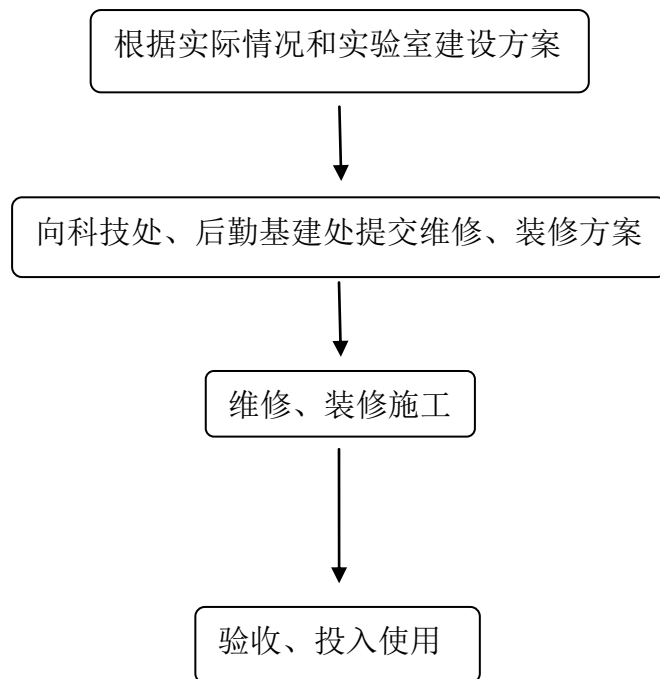 根据实际情况和实验室建设方案
向科技处、后勤基建处提交维修、装修方案
维修、装修施工
验收、投入使用